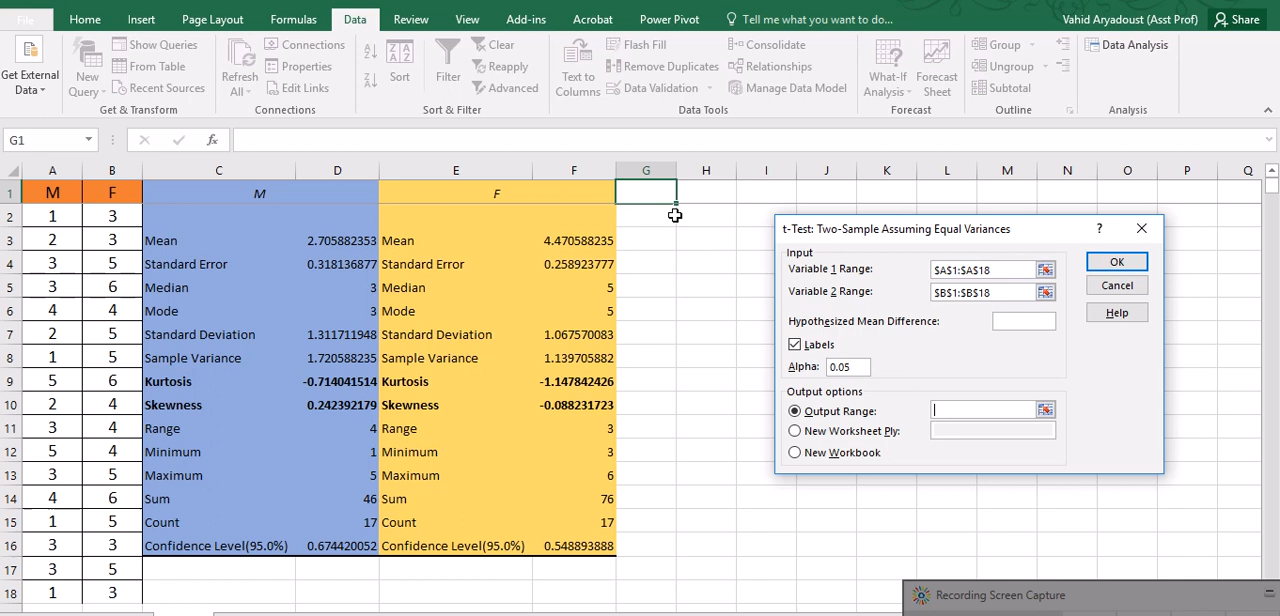 File Home Insert Page Layout Formulas Data Review View Add-ins Acrobat Power Pivot Tell me what you want to do... Vahid Aryadoust (Asst Prof) Share
Get External Data
New Query
Show Queries
From Table
Recent Sources
Get & Transform
Refresh All
Connections
Properties
Edit Links
Connections
Sort
Filter
Clear
Reapply
Advanced
Sort & Filter
Text to Columns
Flash Fill
Remove Duplicates
Data Validation
Consolidate
Relationships
Manage Data Model
Data Tools
What-If Analysis
Forecast Sheet
Forecast
Group
Ungroup
Subtotal
Outline
Data Analysis
Analysis
G1 fx
A B C D E F G H I J K L M N O P Q
1 M F M F
2 1 3
3 2 3 Mean 2.705882353 Mean 4.470588235
4 3 5 Standard Error 0.318136877 Standard Error 0.258923777
5 3 6 Median 3 Median 5
6 4 4 Mode 3 Mode 5
7 2 5 Standard Deviation 1.311711948 Standard Deviation 1.067570083
8 1 5 Sample Variance 1.720588235 Sample Variance 1.139705882
9 5 6 Kurtosis -0.714041514 Kurtosis -1.147842426
10 2 4 Skewness 0.242392179 Skewness -0.088231723
11 3 4 Range 4 Range 3
12 5 4 Minimum 1 Minimum 3
13 3 5 Maximum 5 Maximum 6
14 4 6 Sum 46 Sum 76
15 1 5 Count 17 Count 17
16 3 3 Confidence Level(95.0%) 0.674420052 Confidence Level(95.0%) 0.548893888
17 3 5
18 1 3
t-Test: Two-Sample Assuming Equal Variances ?
Input
Variable 1 Range: $A$1:$A$18
Variable 2 Range: $B$1:$B$18
Hypothesized Mean Difference:
Labels
Alpha: 0.05
Output options
Output Range:
New Worksheet Ply:
New Workbook
OK
Cancel
Help
Recording Screen Capture